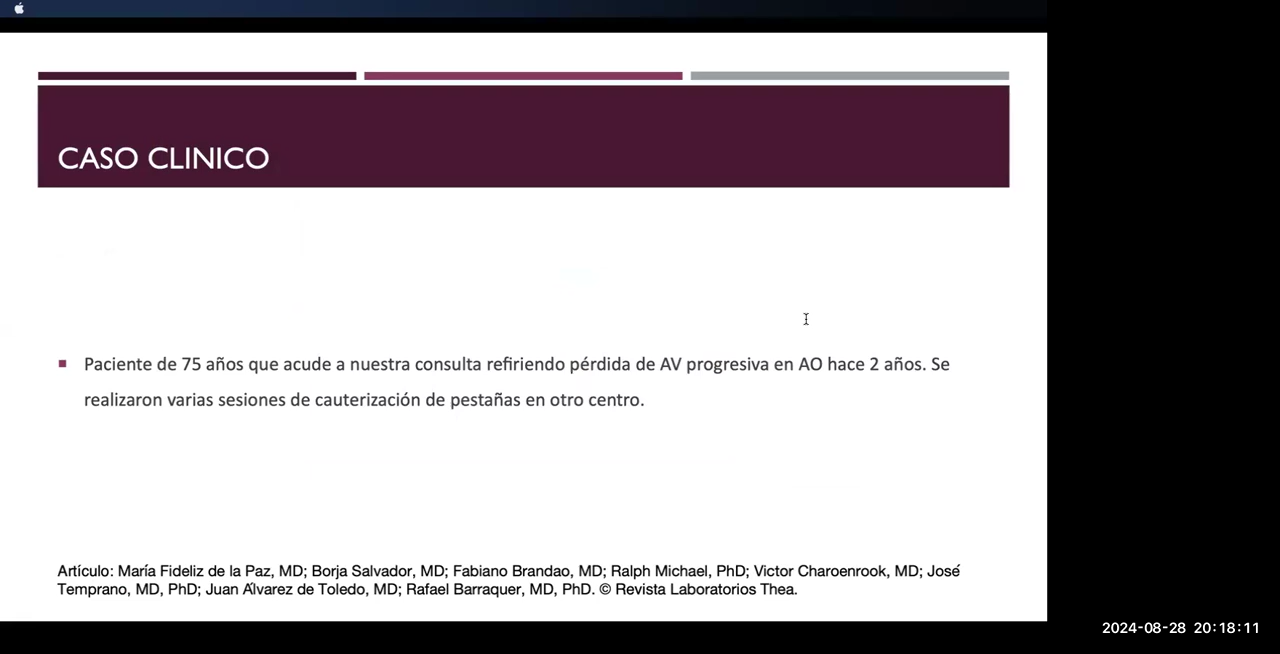 CASO CLINICO
Paciente de 75 años que acude a nuestra consulta refiriendo pérdida de AV progresiva en AO hace 2 años. Se
realizaron varias sesiones de cauterización de pestañas en otro centro.
Artículo: María Fideliz de la Paz, MD; Borja Salvador, MD; Fabiano Brandao, MD; Ralph Michael, PhD; Victor Charoenrook, MD; José
Temprano, MD, PhD; Juan Álvarez de Toledo, MD; Rafael Barraquer, MD, PhD. © Revista Laboratorios Thea.
2024-08-28 20:18:11